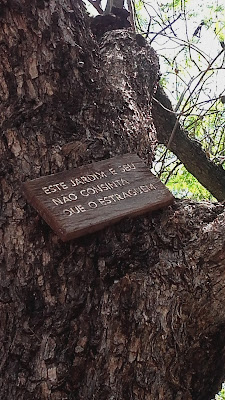 ESTE JARDIM É SEU
NÃO CONSINTA
QUE O ESTRAGUEM